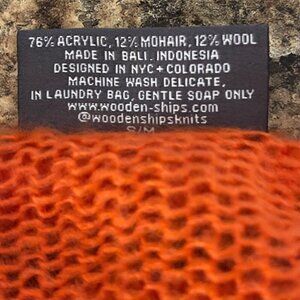 76% ACRYLIC, 12% MOHAIR, 12% WOOL
MADE IN BALI. INDONESIA
DESIGNED IN NYC + COLORADO
MACHINE WASH DELICATE,
IN LAUNDRY BAG, GENTLE SOAP ONLY
www.wooden-ships.com
@woodenshipsknits
S/M